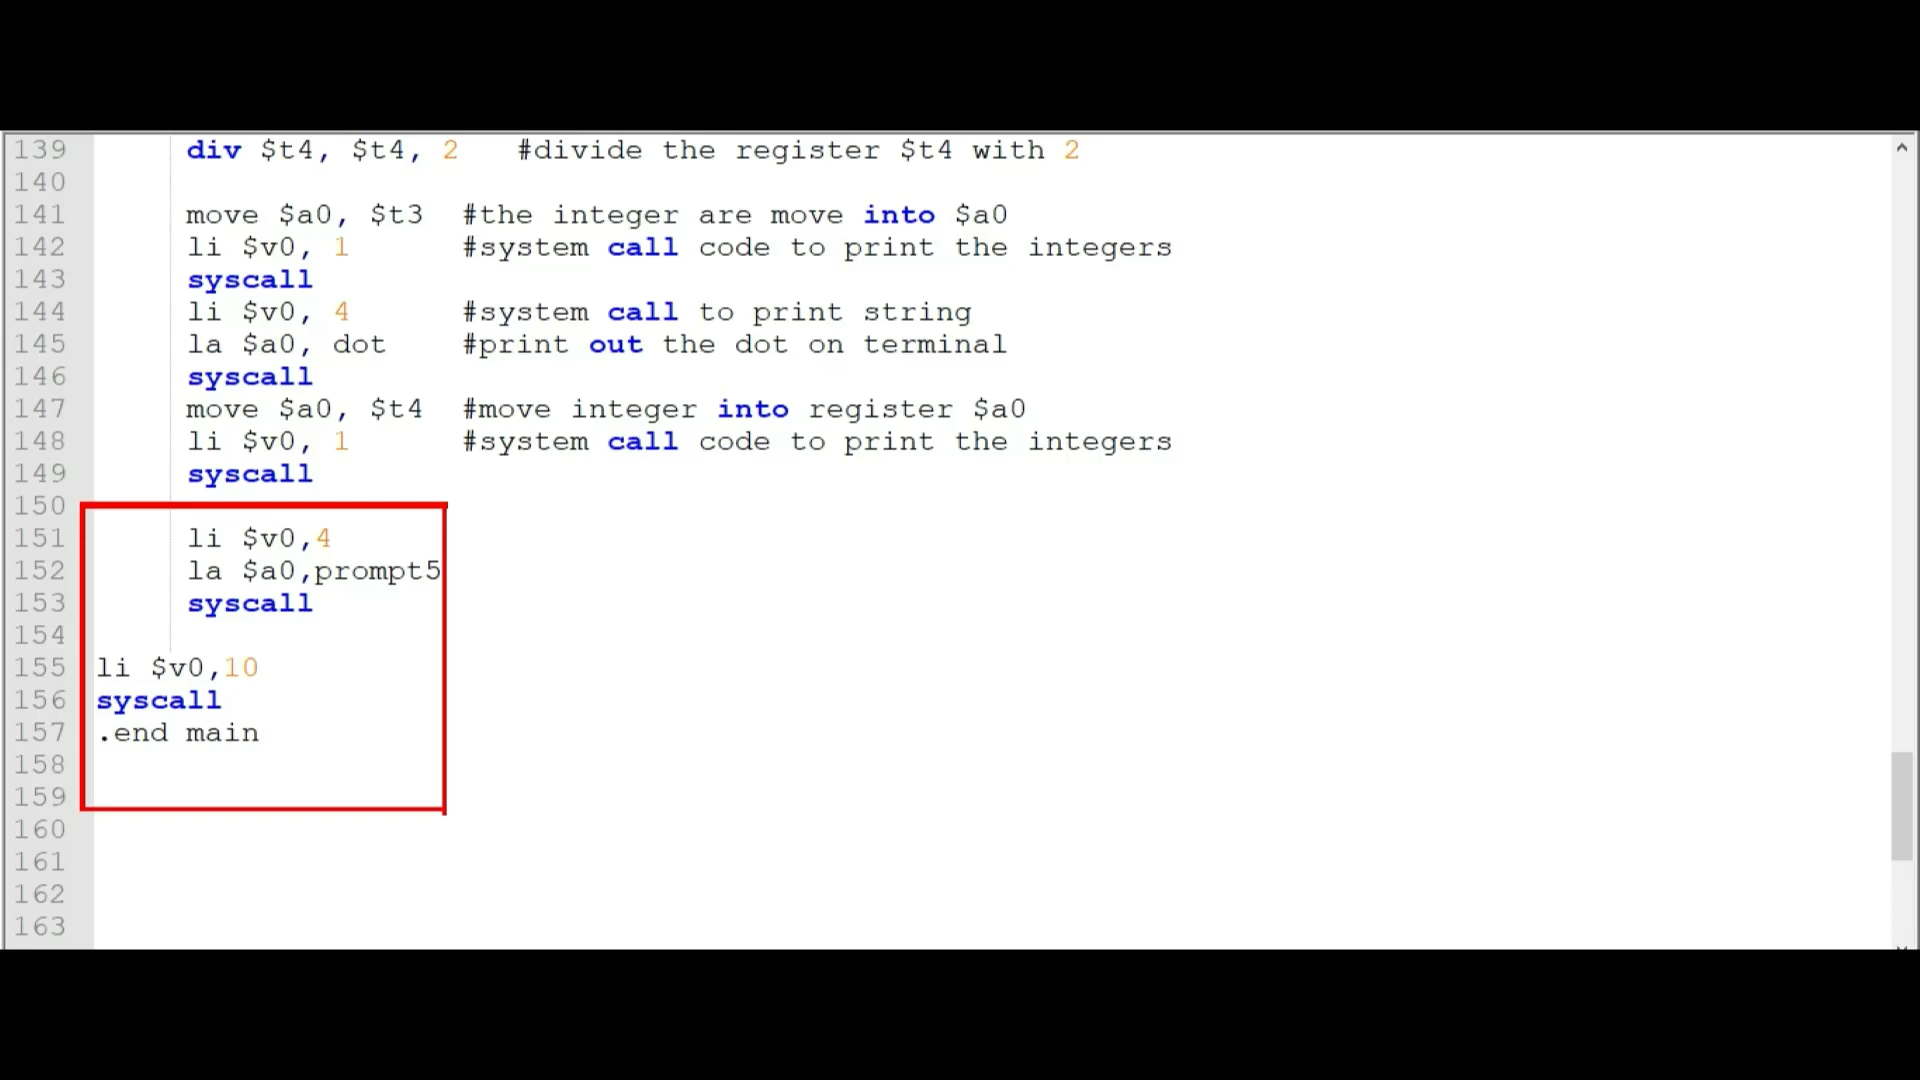 139 div $t4, $t4, 2 #divide the register $t4 with 2
140
141 move $a0, $t3 #the integer are move into $a0
142 li $v0, 1 #system call code to print the integers
143 syscall
144 li $v0, 4 #system call to print string
145 la $a0, dot #print out the dot on terminal
146 syscall
147 move $a0, $t4 #move integer into register $a0
148 li $v0, 1 #system call code to print the integers
149 syscall
150
151 li $v0,4
152 la $a0,prompt5
153 syscall
154
155 li $v0,10
156 syscall
157 .end main
158
159
160
161
162
163